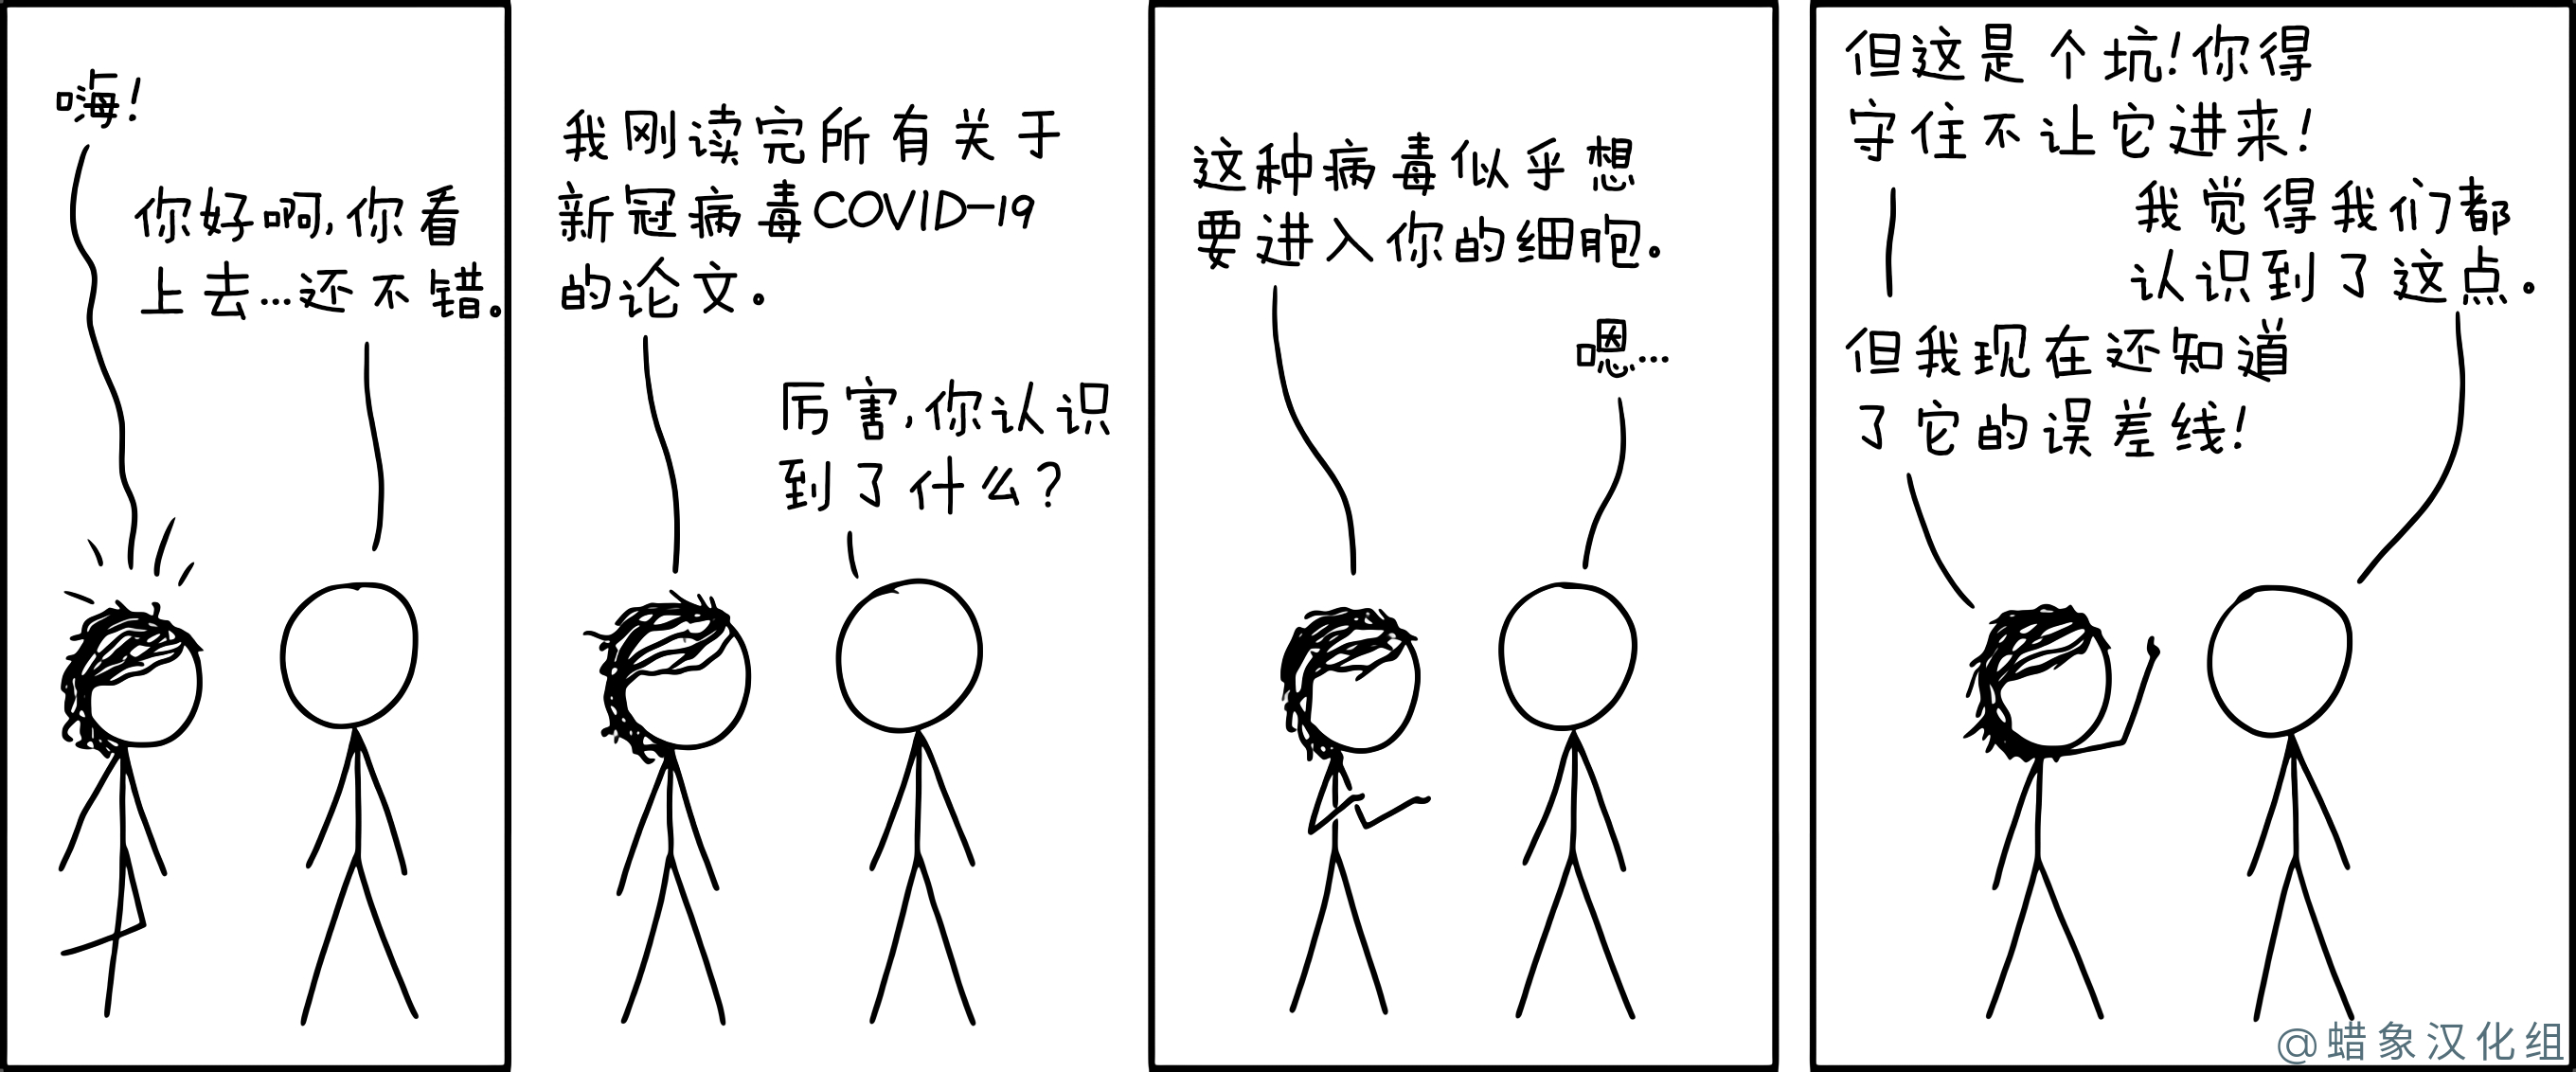 嗨!
你好啊,你看
上去...还不错。
我刚读完所有关于
新冠病毒COVID-19
的论文。
厉害,你认识
到了什么?
这种病毒似乎想
要进入你的细胞。
嗯...
但这是个坑!你得
守住不让它进来!
我觉得我们都
认识到了这点。
但我现在还知道
了它的误差线!
@蜡象汉化组